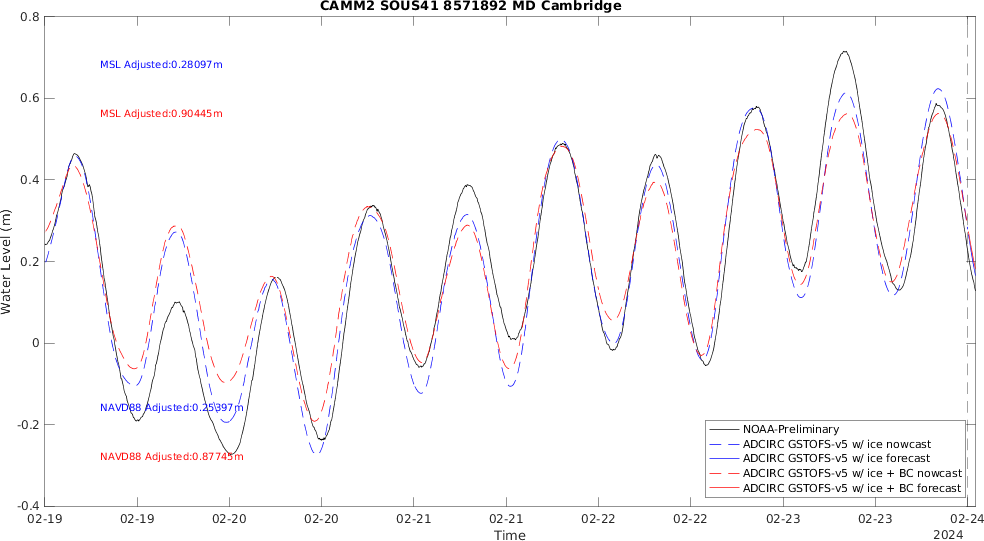 CAMM2 SOUS41 8571892 MD Cambridge
0.8
0.6
0.4
0.2
0
-0.2
-0.4
Water Level (m)
MSL Adjusted:0.28097m
MSL Adjusted:0.90445m
NAVD88 Adjusted:0.25397m
NAVD88 Adjusted:0.87745m
NOAA-Preliminary
ADCIRC GSTOFS-v5 w/ ice nowcast
ADCIRC GSTOFS-v5 w/ ice forecast
ADCIRC GSTOFS-v5 w/ ice + BC nowcast
ADCIRC GSTOFS-v5 w/ ice + BC forecast
02-19 02-19 02-20 02-20 02-21 02-21 02-22 02-22 02-23 02-23 02-24
Time 2024